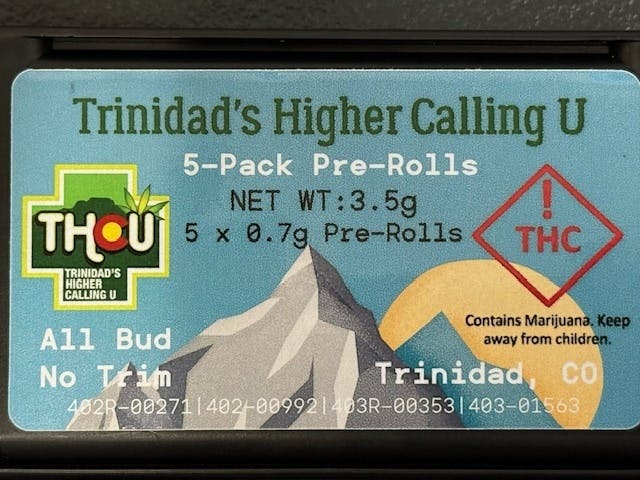 Trinidad's Higher Calling U
5-Pack Pre-Rolls
NET WT:3.5g
5 x 0.7g Pre-Rolls
THCU
TRINIDAD'S
HIGHER
CALLING U
!
THC
Contains Marijuana. Keep
away from children.
All Bud
No Trim
Trinidad, CO
402R-00271|402-00992|403R-00353|403-01563